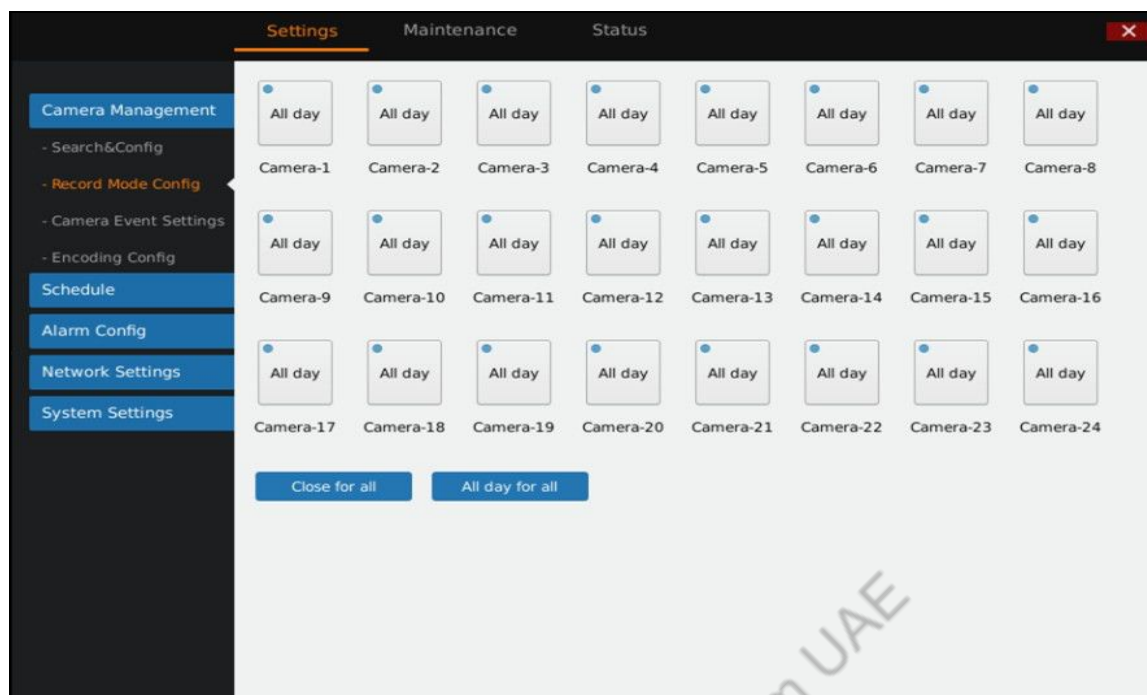 Settings Maintenance Status
Camera Management
- Search&Config
- Record Mode Config
- Camera Event Settings
- Encoding Config
Schedule
Alarm Config
Network Settings
System Settings
All day All day All day All day All day All day All day All day
Camera-1 Camera-2 Camera-3 Camera-4 Camera-5 Camera-6 Camera-7 Camera-8
All day All day All day All day All day All day All day All day
Camera-9 Camera-10 Camera-11 Camera-12 Camera-13 Camera-14 Camera-15 Camera-16
All day All day All day All day All day All day All day All day
Camera-17 Camera-18 Camera-19 Camera-20 Camera-21 Camera-22 Camera-23 Camera-24
Close for all All day for all
UAE